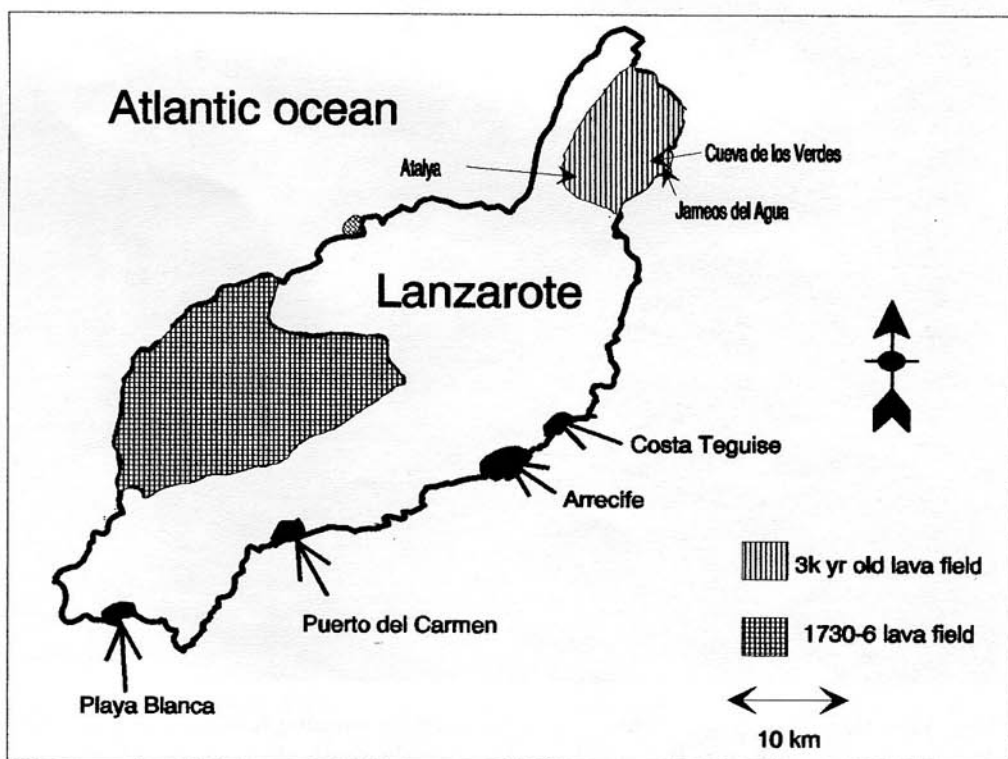 Atlantic ocean
Atalya
Cueva de los Verdes
Jameos del Agua
Lanzarote
Costa Teguise
Arrecife
3k yr old lava field
Puerto del Carmen
1730-6 lava field
Playa Blanca
10 km